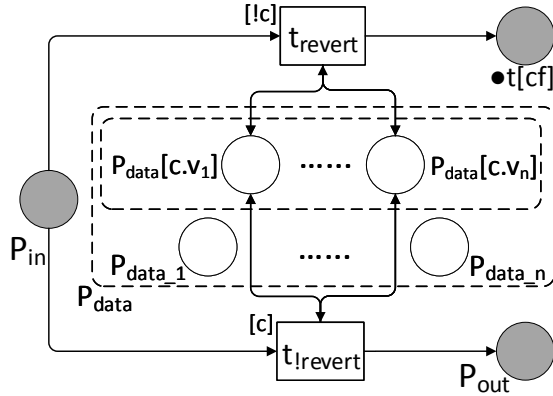 [!c]
t_revert
•t[cf]
P_data[c.v_1]
......
P_data[c.v_n]
P_in
P_data_1
......
P_data_n
P_data
[c]
t_!revert
P_out